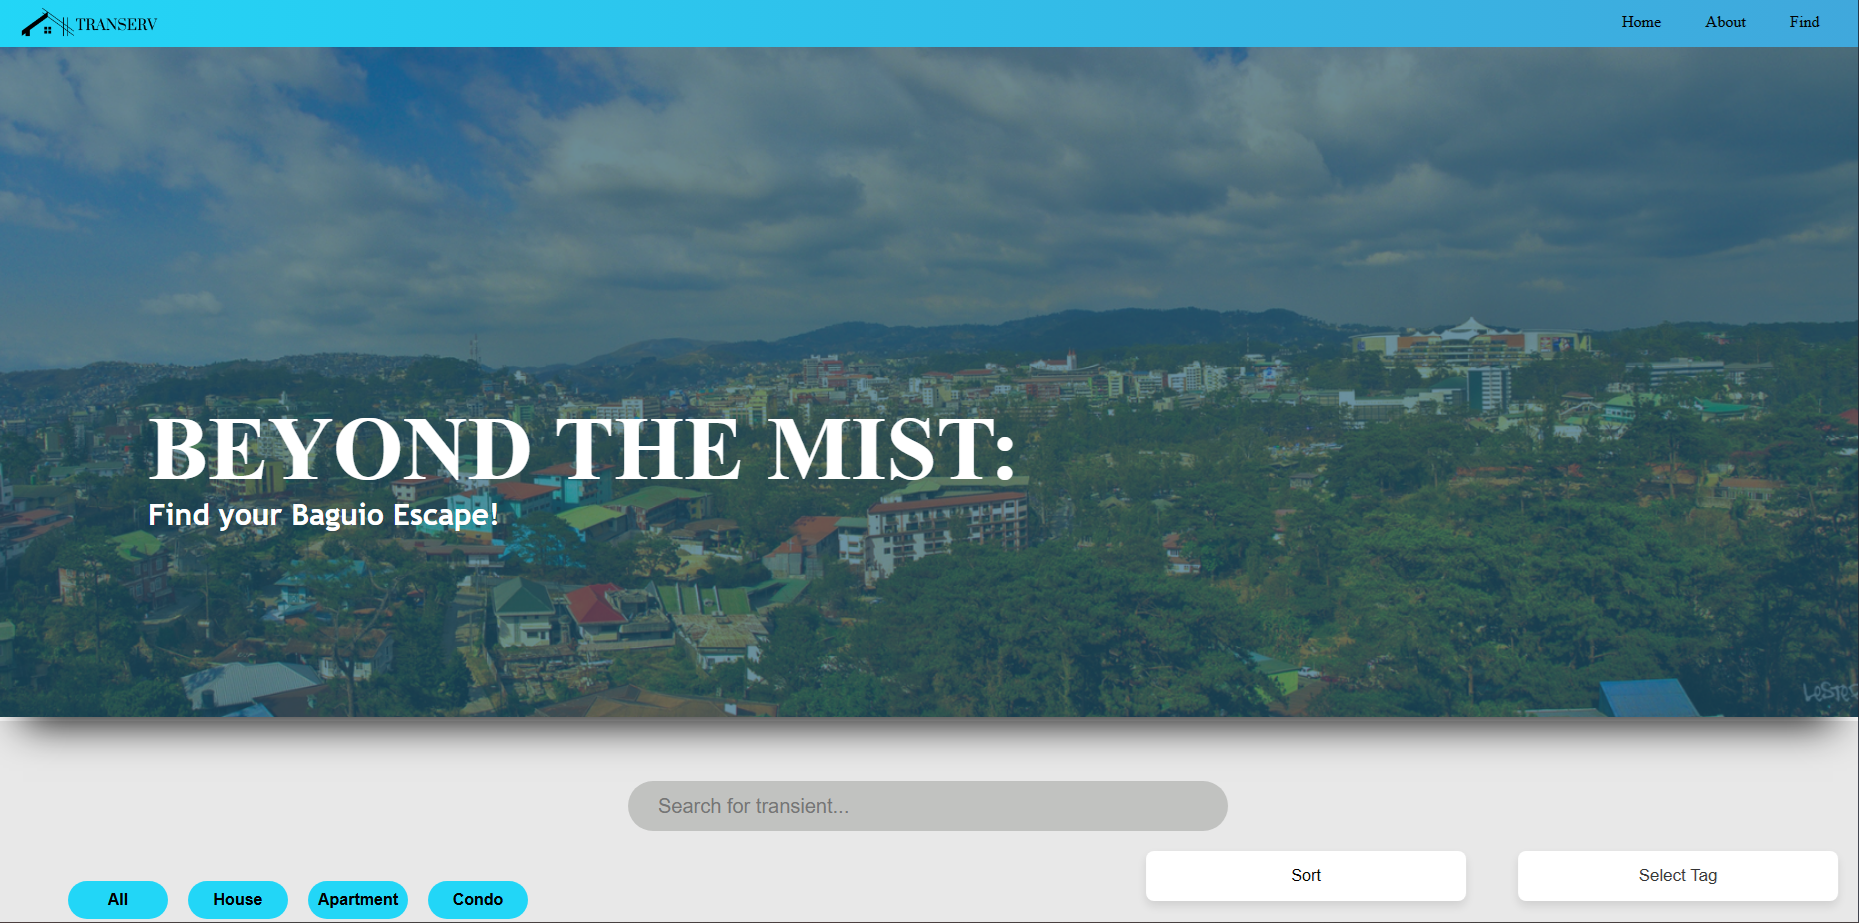 TRANSERV
Home About Find
BEYOND THE MIST:
Find your Baguio Escape!
Search for transient...
Sort
Select Tag
All House Apartment Condo